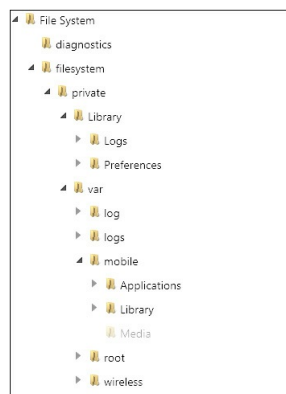 File System
diagnostics
filesystem
private
Library
Logs
Preferences
var
log
logs
mobile
Applications
Library
Media
root
wireless